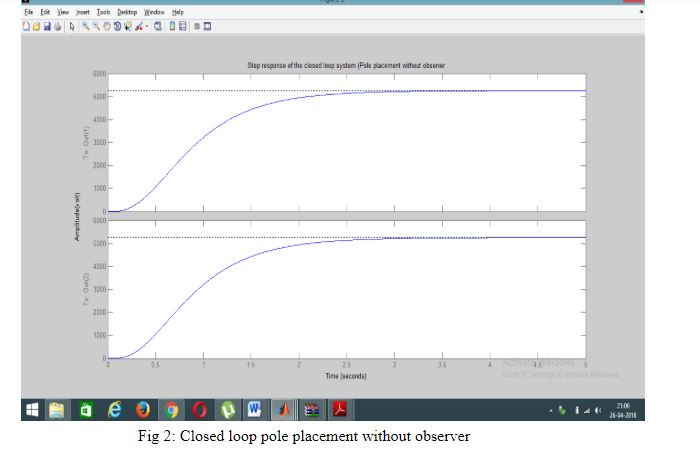 File Edit View Insert Tools Desktop Window Help
Step response of the closed loop system (Pole placement without observer
6000
5000
4000
3000
2000
1000
0
To: Out(1)
Amplitude(volt)
6000
5000
4000
3000
2000
1000
0
To: Out(2)
0 0.5 1 1.5 2 2.5 3 3.5 4 4.5 5
Time (seconds)
Activate Windows
Go to PC settings to activate Windows.
21:06
26-04-2018
Fig 2: Closed loop pole placement without observer